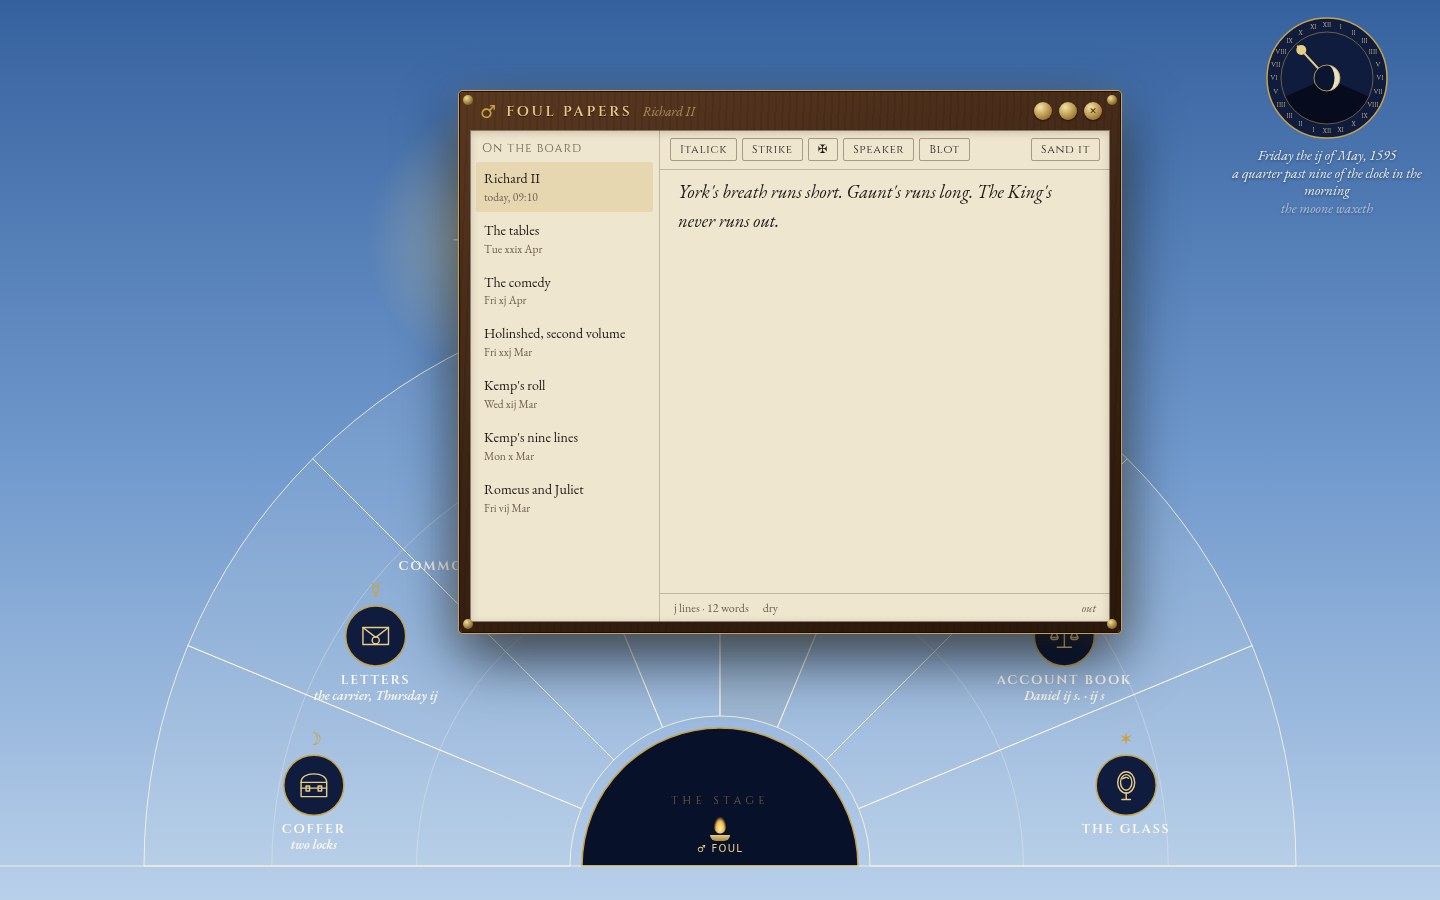 ♂ FOUL PAPERS Richard II
ON THE BOARD
Richard II
today, 09:10
The tables
Tue xxix Apr
The comedy
Fri xj Apr
Holinshed, second volume
Fri xxj Mar
Kemp's roll
Wed xij Mar
Kemp's nine lines
Mon x Mar
Romeus and Juliet
Fri vij Mar
ITALICK STRIKE ✠ SPEAKER BLOT SAND IT
York's breath runs short. Gaunt's runs long. The King's
never runs out.
j lines · 12 words dry out
Friday the ij of May, 1595
a quarter past nine of the clock in the
morning
the moone waxeth
COMMO
LETTERS
the carrier, Thursday ij
COFFER
two locks
THE STAGE
♂ FOUL
ACCOUNT BOOK
Daniel ij s. · ij s
THE GLASS